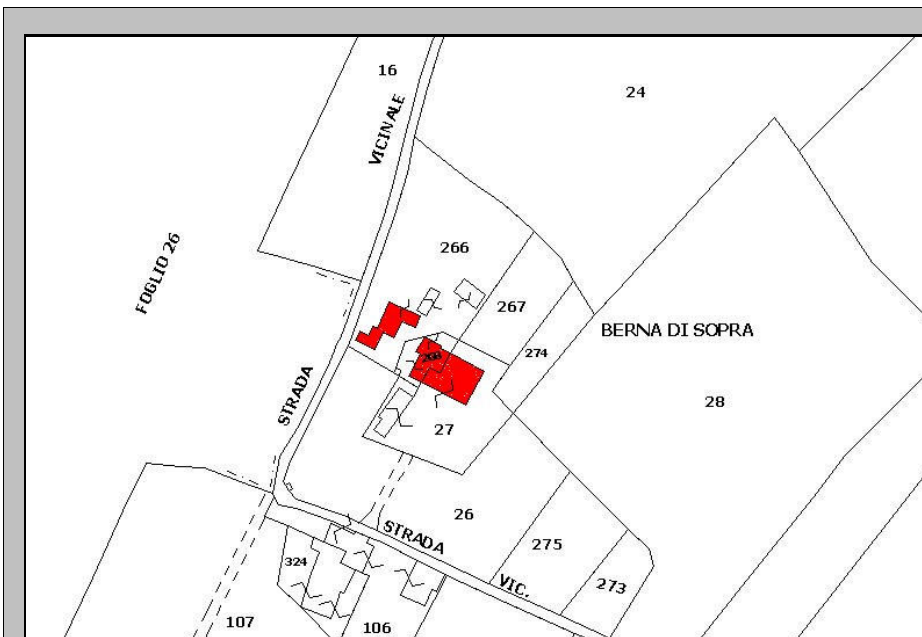 16
24
VICINALE
266
FOGLIO 26
267
BERNA DI SOPRA
274
STRADA
28
27
26
STRADA
275
VIC.
324
273
107
106